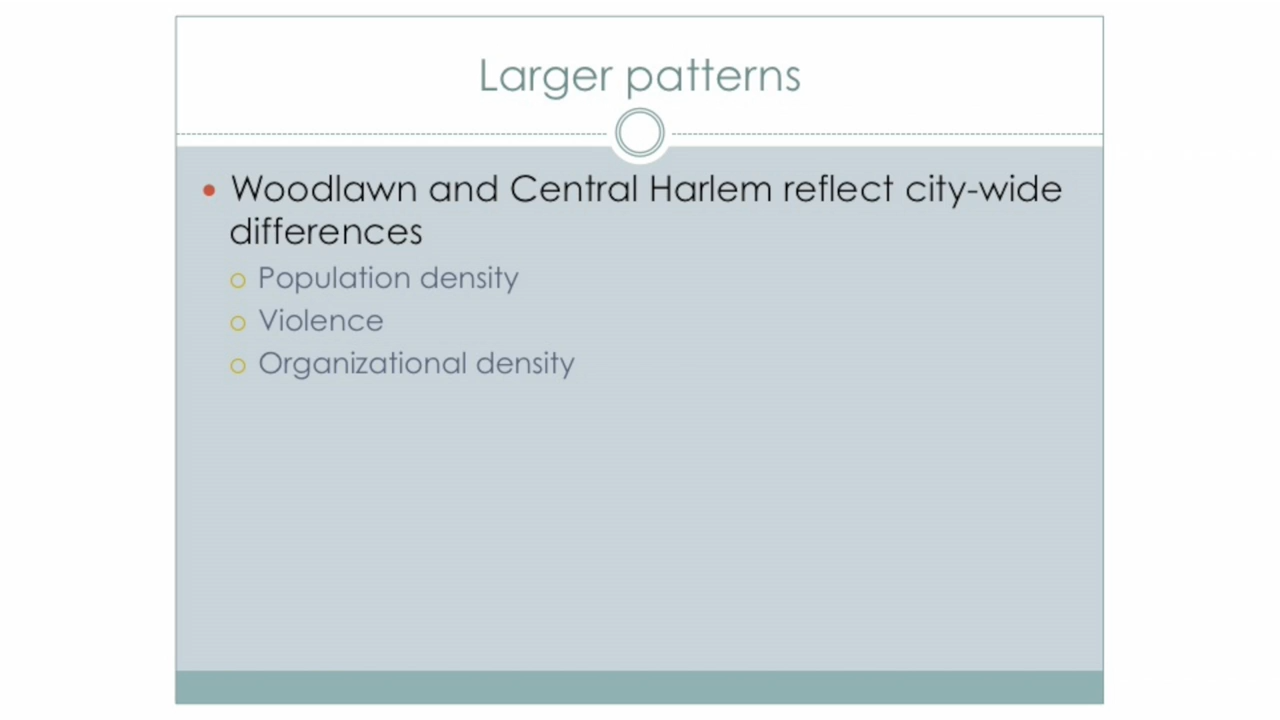 Larger patterns
Woodlawn and Central Harlem reflect city-wide
differences
Population density
Violence
Organizational density